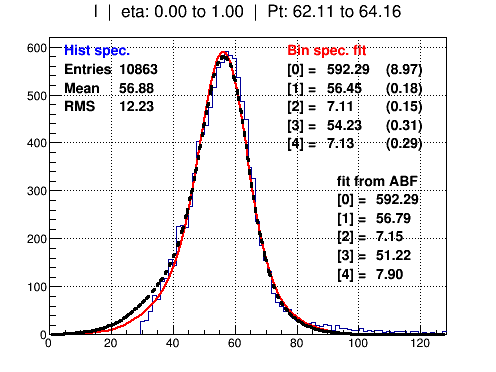 I | eta: 0.00 to 1.00 | Pt: 62.11 to 64.16
Hist spec.
Entries 10863
Mean 56.88
RMS 12.23
Bin spec. fit
[0] = 592.29 (8.97)
[1] = 56.45 (0.18)
[2] = 7.11 (0.15)
[3] = 54.23 (0.31)
[4] = 7.13 (0.29)
fit from ABF
[0] = 592.29
[1] = 56.79
[2] = 7.15
[3] = 51.22
[4] = 7.90
600
500
400
300
200
100
0
0 20 40 60 80 100 120